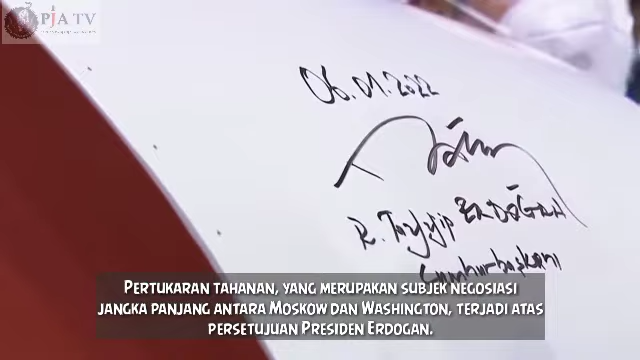 PJA TV
06.01.2022
R. Tayyip ERDOĞAN
Cumhurbaşkanı
PERTUKARAN TAHANAN, YANG MERUPAKAN SUBJEK NEGOSIASI
JANGKA PANJANG ANTARA MOSKOW DAN WASHINGTON, TERJADI ATAS
PERSETUJUAN PRESIDEN ERDOGAN.